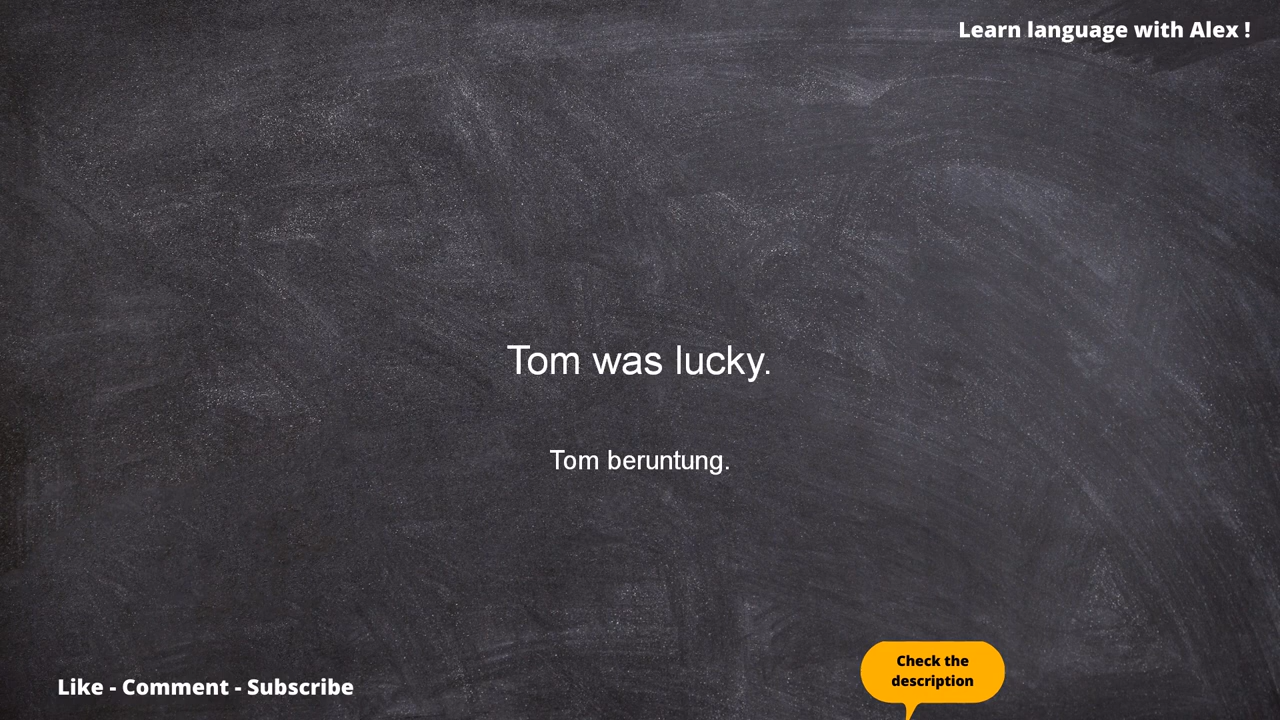 Learn language with Alex !
Tom was lucky.
Tom beruntung.
Check the
description
Like - Comment - Subscribe